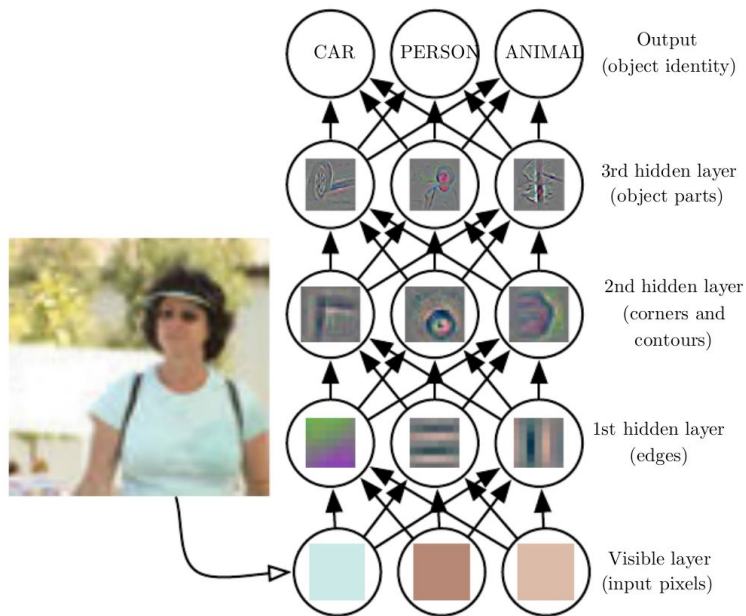 CAR
PERSON
ANIMAL
Output
(object identity)
3rd hidden layer
(object parts)
2nd hidden layer
(corners and
contours)
1st hidden layer
(edges)
Visible layer
(input pixels)